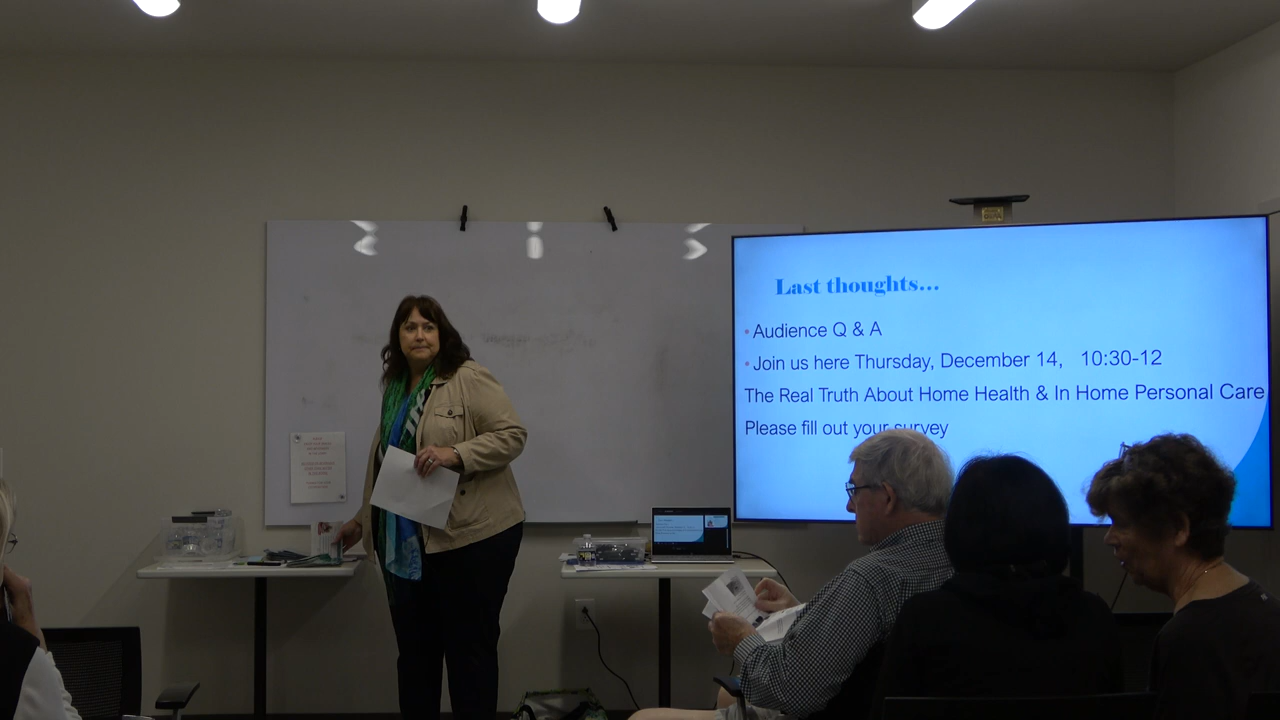 Last thoughts...
• Audience Q & A
• Join us here Thursday, December 14, 10:30-12
The Real Truth About Home Health & In Home Personal Care
Please fill out your survey